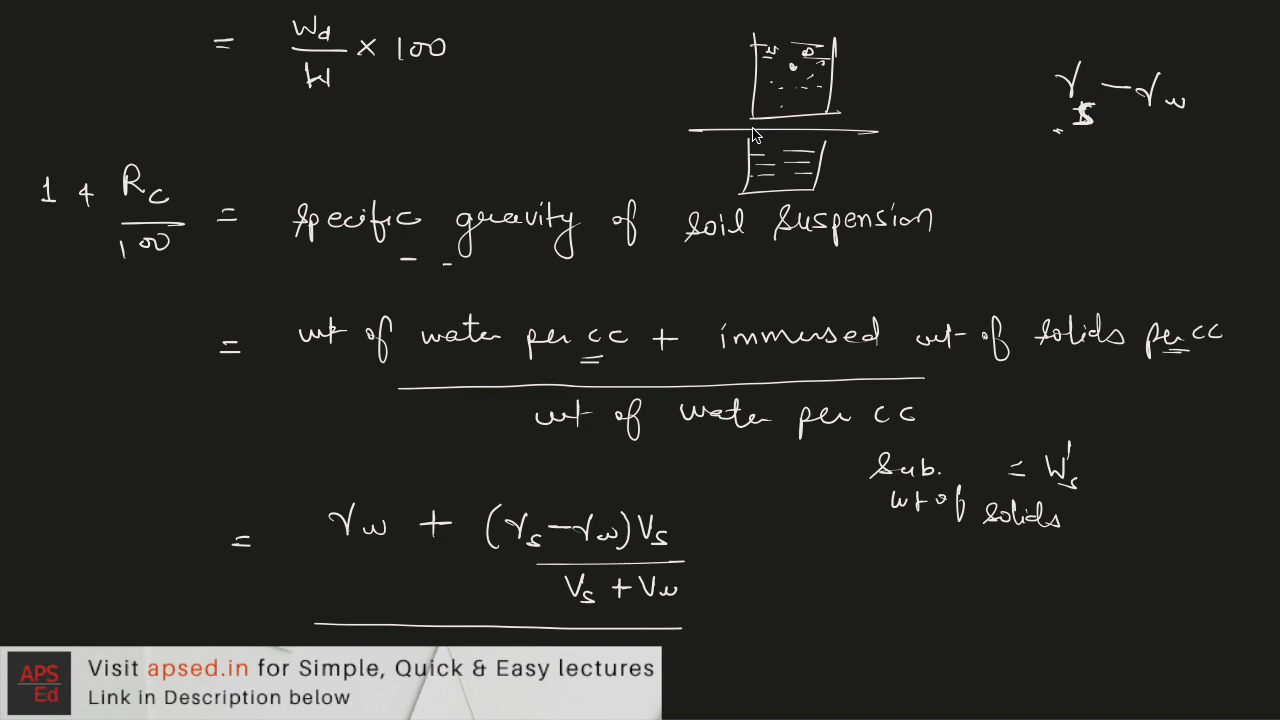 = Wd/W × 100
γs − γw
1 + Rc/100 = specific gravity of soil suspension
= wt of water per cc + immersed wt of solids per cc
wt of water per cc
Sub. = W's
wt of solids
= γw + (γs − γw)Vs
Vs + Vw
APS Ed
Visit apsed.in for Simple, Quick & Easy lectures
Link in Description below